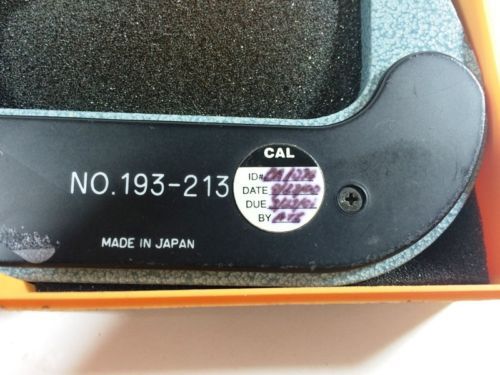 CAL
ID#
NO. 193-213
DATE
DUE
BY
MADE IN JAPAN